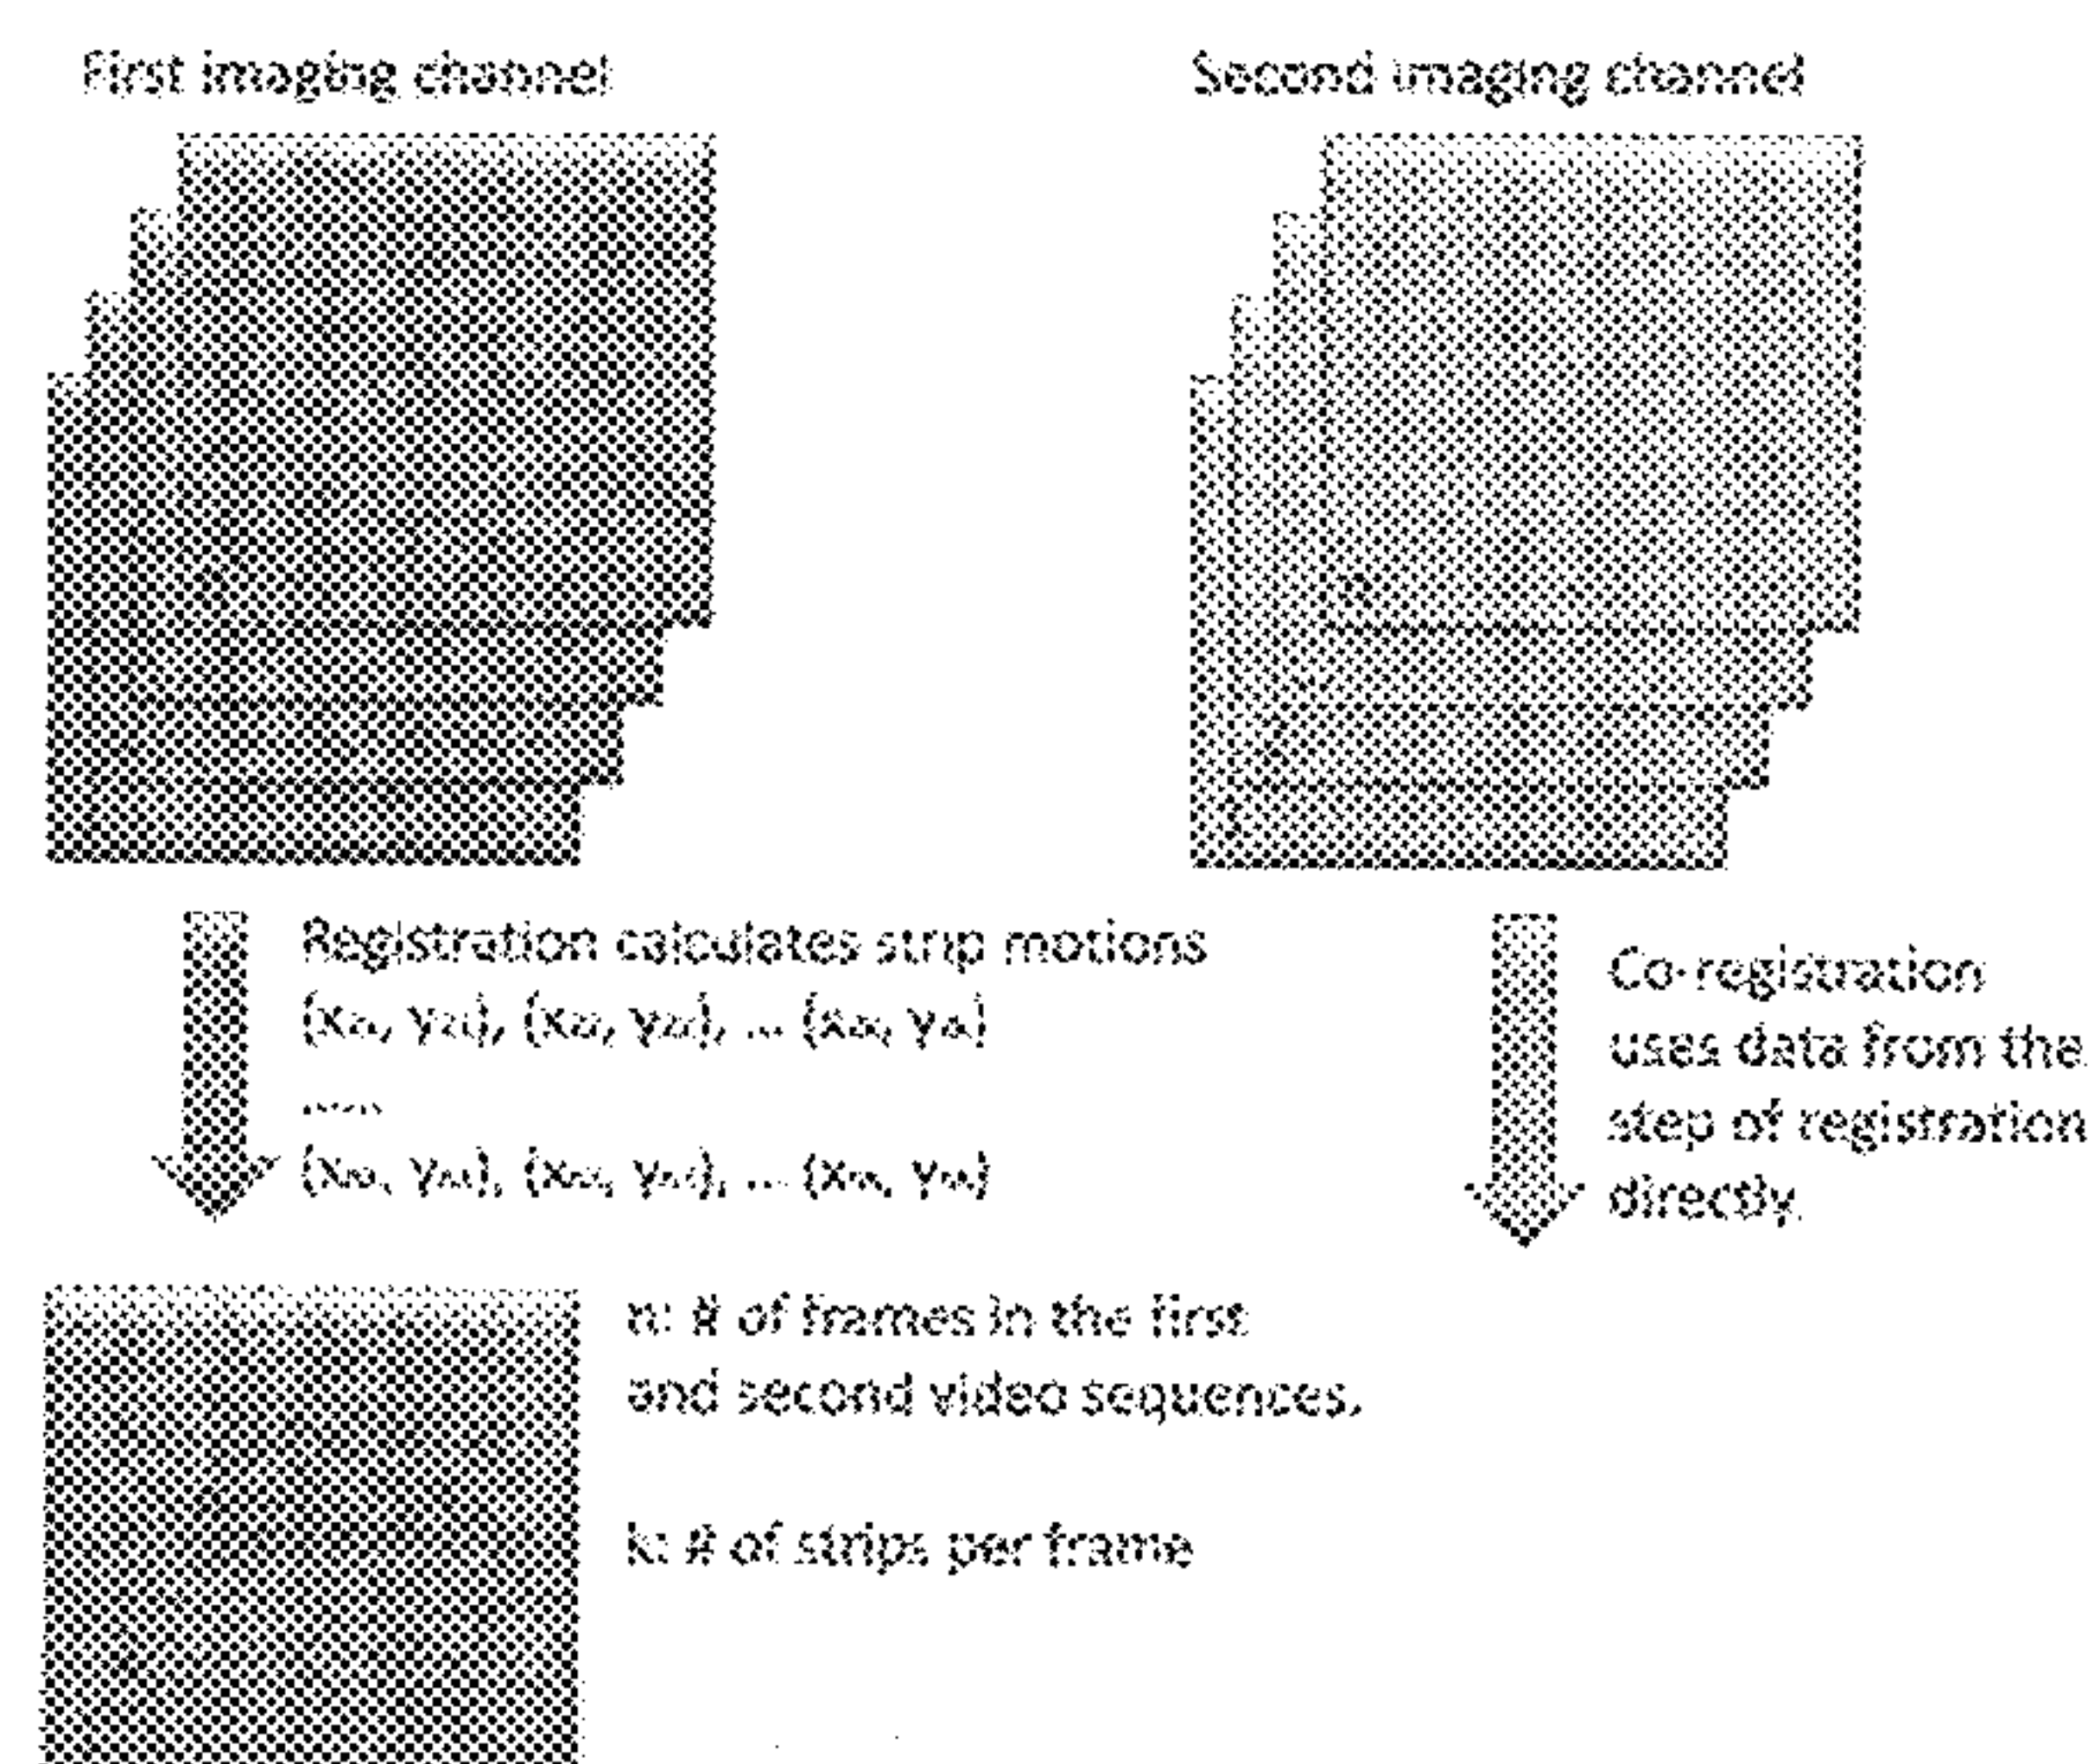 First imaging channel
Second imaging channel
Registration calculates strip motions
......
Co-registration
uses data from the
step of registration
directly.
n: # of frames in the first
and second video sequences.
k: # of strips per frame